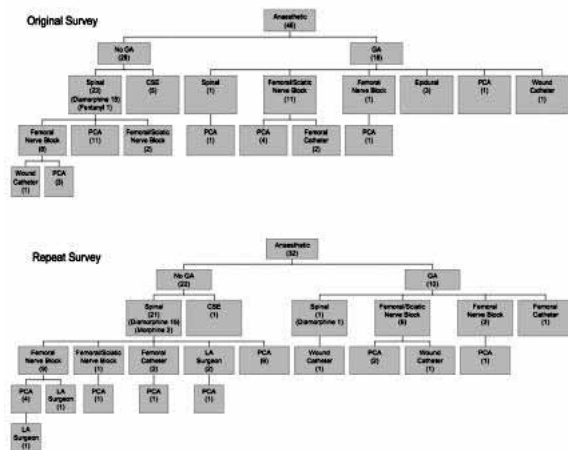 Original Survey
Anaesthetic
(46)
No GA
(28)
GA
(18)
Spinal
(23)
(Diamorphine
(Fentanyl 1)
CSE
(5)
Spinal
(1)
Femoral/Sciatic
Nerve Block
(11)
Femoral
Nerve Block
(1)
Epidural
(3)
PCA
(1)
Wound
Catheter
(1)
Femoral
Nerve Block
(8)
PCA
(11)
Femoral/Sciatic
Nerve Block
(2)
PCA
(1)
PCA
(4)
Femoral
Catheter
(2)
PCA
(1)
Wound
Catheter
(1)
PCA
(3)
Repeat Survey
Anaesthetic
(32)
No GA
(22)
GA
(10)
Spinal
(21)
(Diamorphine
(Morphine 2)
CSE
(1)
Spinal
(1)
(Diamorphine 1)
Femoral/Sciatic
Nerve Block
Femoral
Nerve Block
Femoral
Catheter
(1)
Femoral
Nerve Block
(9)
Femoral/Sciatic
Nerve Block
(1)
Femoral
Catheter
(2)
LA
Surgeon
(2)
PCA
Wound
Catheter
(1)
PCA
(2)
Wound
Catheter
(1)
PCA
(1)
PCA
(4)
LA
Surgeon
(1)
PCA
(1)
PCA
(1)
PCA
(1)
LA
Surgeon
(1)